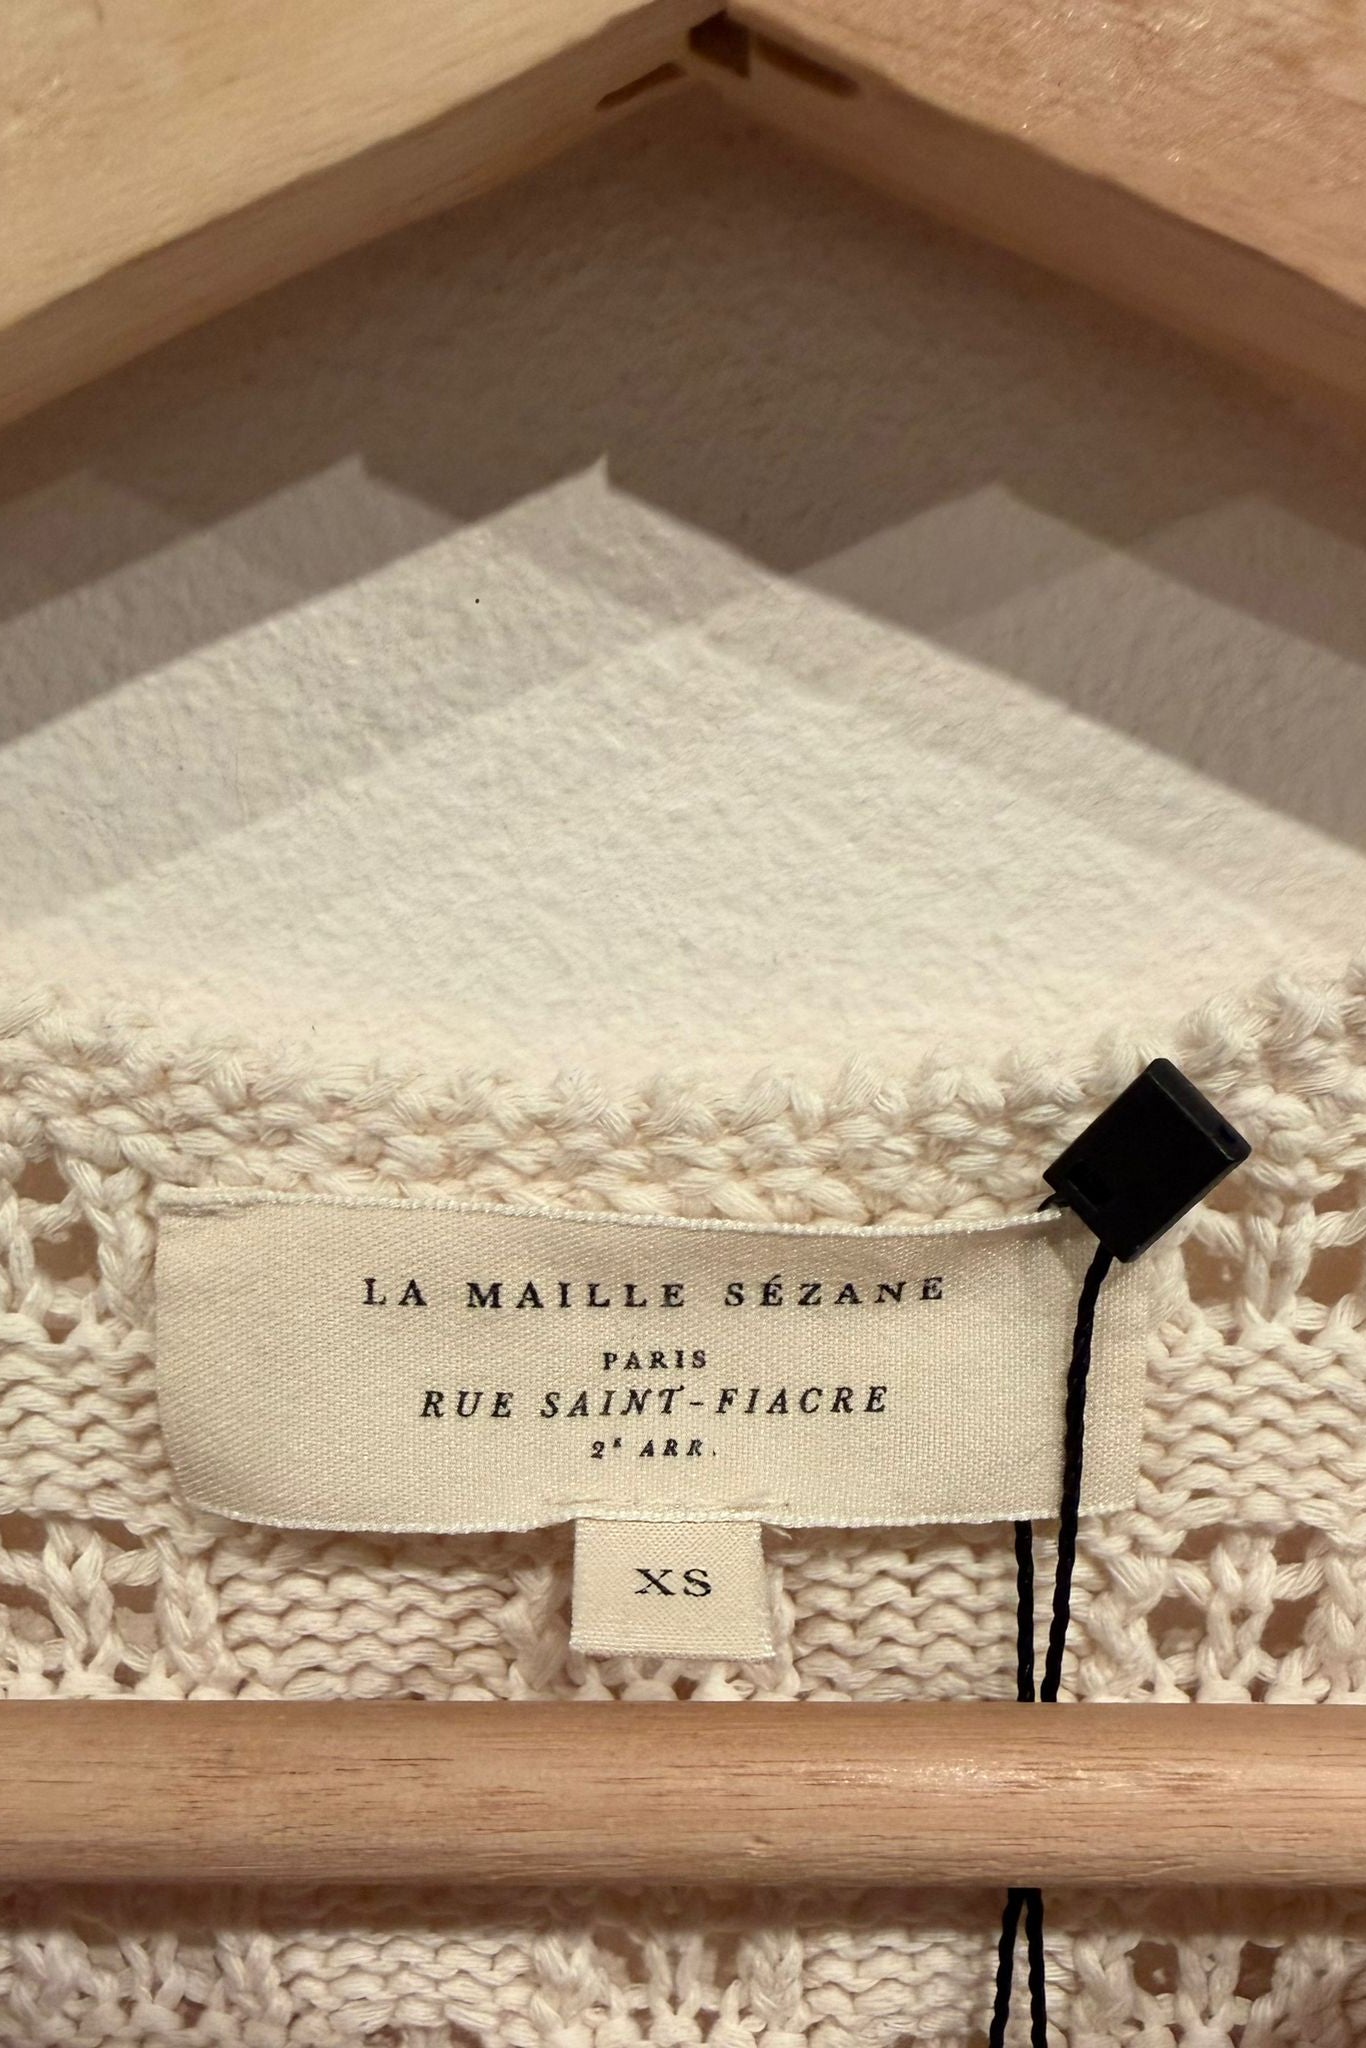 LA MAILLE SÉZANE
PARIS
RUE SAINT-FIACRE
2ᴱ ARR.
XS